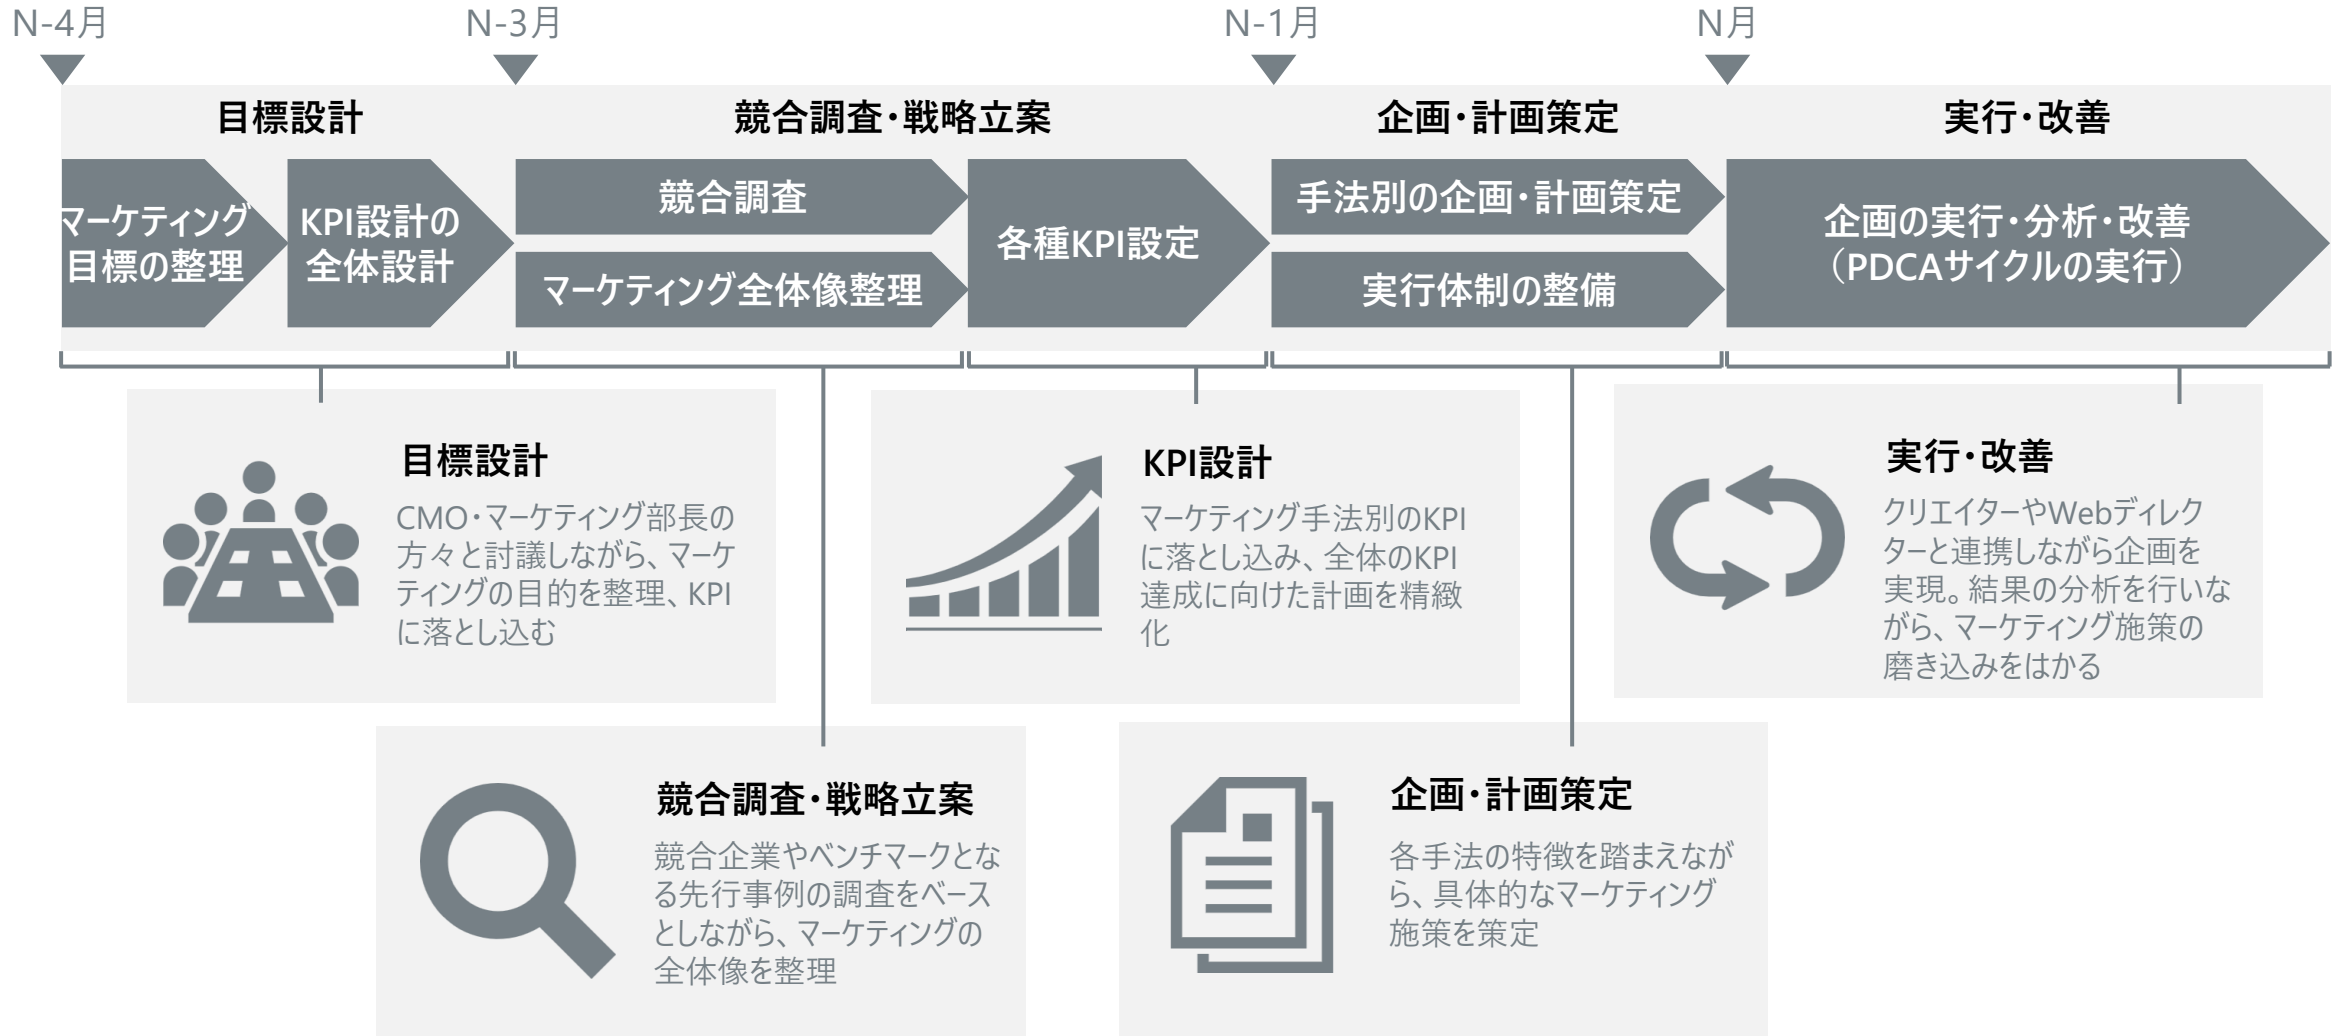 N-4月
N-3月
N-1月
N月
目標設計
競合調査・戦略立案
企画・計画策定
実行・改善
マーケティング
目標の整理
KPI設計の
全体設計
競合調査
マーケティング全体像整理
各種KPI設定
手法別の企画・計画策定
実行体制の整備
企画の実行・分析・改善
（PDCAサイクルの実行）
目標設計
CMO・マーケティング部長の
方々と討議しながら、マーケ
ティングの目的を整理、KPI
に落とし込む
KPI設計
マーケティング手法別のKPI
に落とし込み、全体のKPI
達成に向けた計画を精緻
化
実行・改善
クリエイターやWebディレク
ターと連携しながら企画を
実現。結果の分析を行いな
がら、マーケティング施策の
磨き込みをはかる
競合調査・戦略立案
競合企業やベンチマークとな
る先行事例の調査をベース
としながら、マーケティングの
全体像を整理
企画・計画策定
各手法の特徴を踏まえなが
ら、具体的なマーケティング
施策を策定